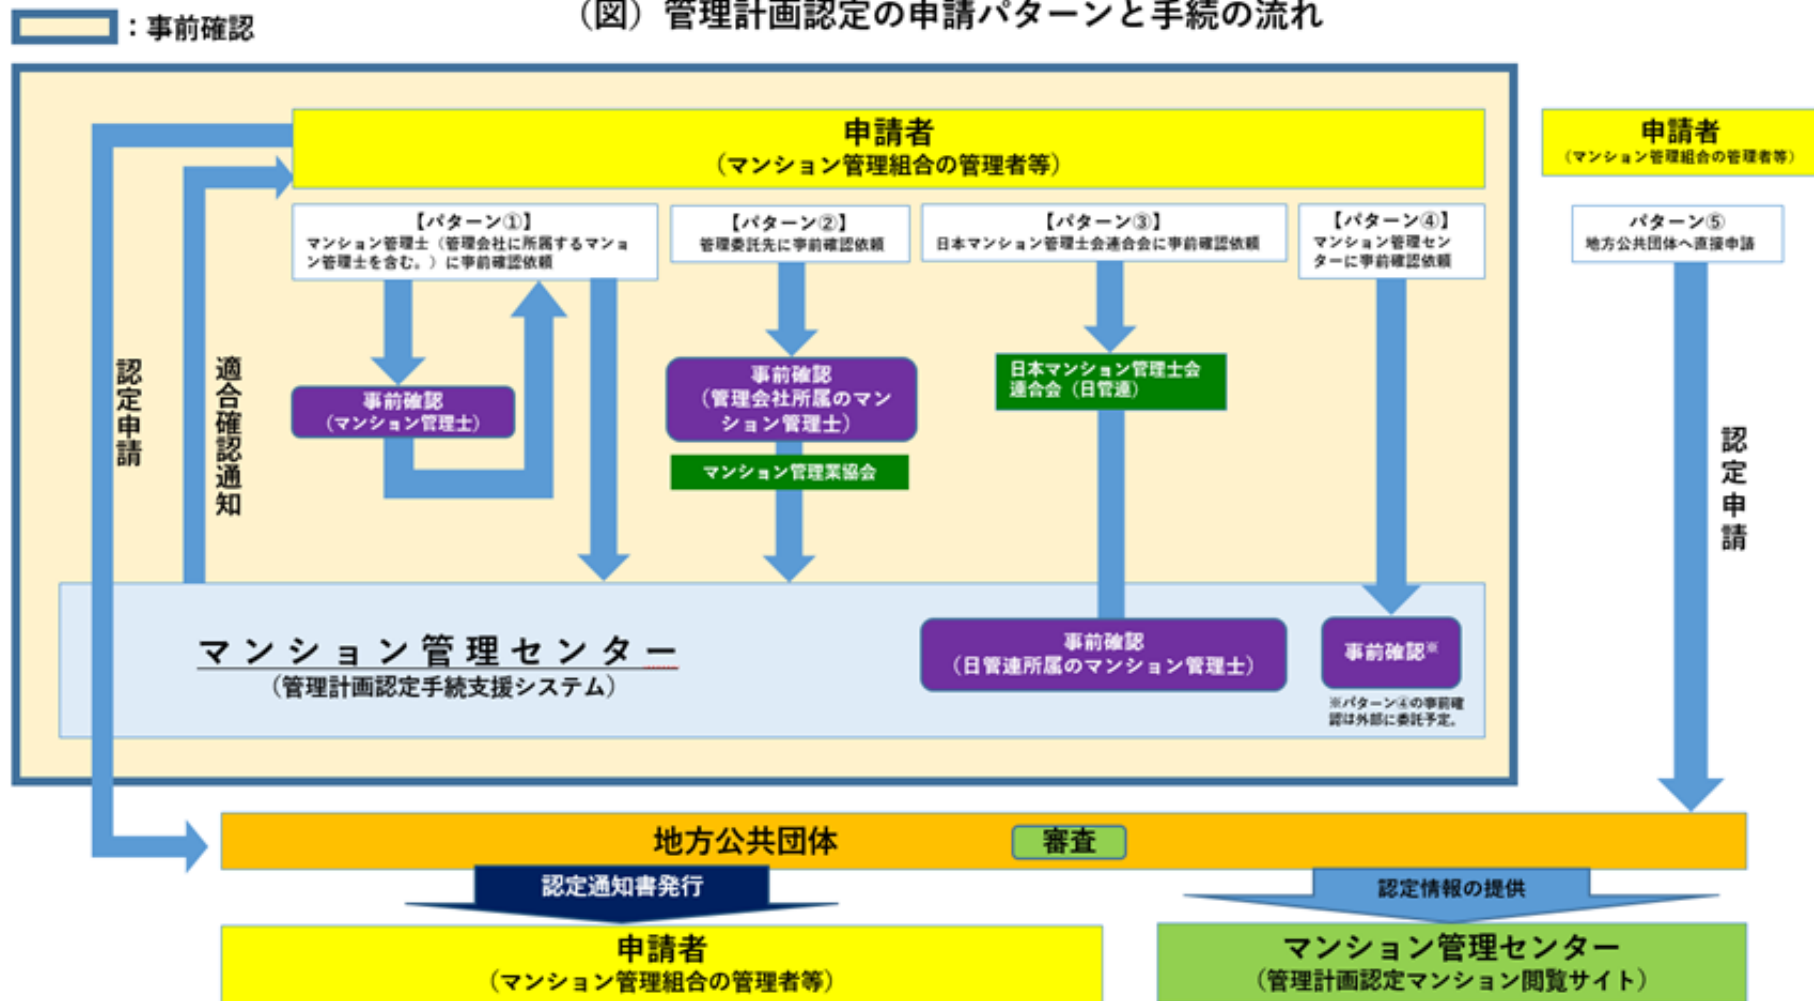 （図）管理計画認定の申請パターンと手続の流れ
：事前確認
申請者
（マンション管理組合の管理者等）
申請者
（マンション管理組合の管理者等）
【パターン①】
マンション管理士（管理会社に所属するマンショ
ン管理士を含む。）に事前確認依頼
【パターン②】
管理委託先に事前確認依頼
【パターン③】
日本マンション管理士会連合会に事前確認依頼
【パターン④】
マンション管理セン
ターに事前確認依頼
パターン⑤
地方公共団体へ直接申請
認定申請
適合確認通知
事前確認
（マンション管理士）
事前確認
（管理会社所属のマン
ション管理士）
マンション管理業協会
日本マンション管理士会
連合会（日管連）
認定申請
マンション管理センター
（管理計画認定手続支援システム）
事前確認
（日管連所属のマンション管理士）
事前確認※
※パターン④の事前確
認は外部に委託予定。
地方公共団体
審査
認定通知書発行
認定情報の提供
申請者
（マンション管理組合の管理者等）
マンション管理センター
（管理計画認定マンション閲覧サイト）